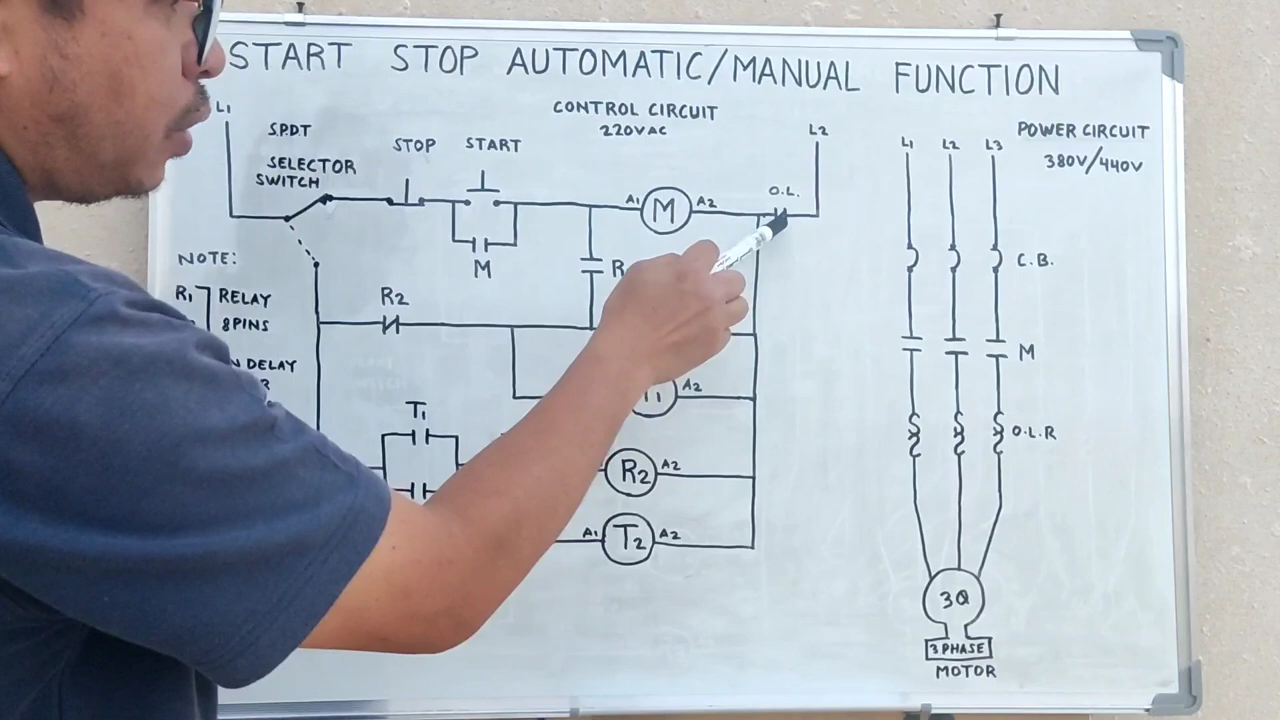 START STOP AUTOMATIC/MANUAL FUNCTION
CONTROL CIRCUIT
220VAC
L1
L2
S.P.D.T
SELECTOR
SWITCH
STOP START
A1 M A2
O.L.
M
R
NOTE:
R1 RELAY
8PINS
DELAY
R2
A2
T1
R2 A2
A1 T2 A2
POWER CIRCUIT
380V/440V
L1 L2 L3
C.B.
M
O.L.R
3Q
3 PHASE
MOTOR